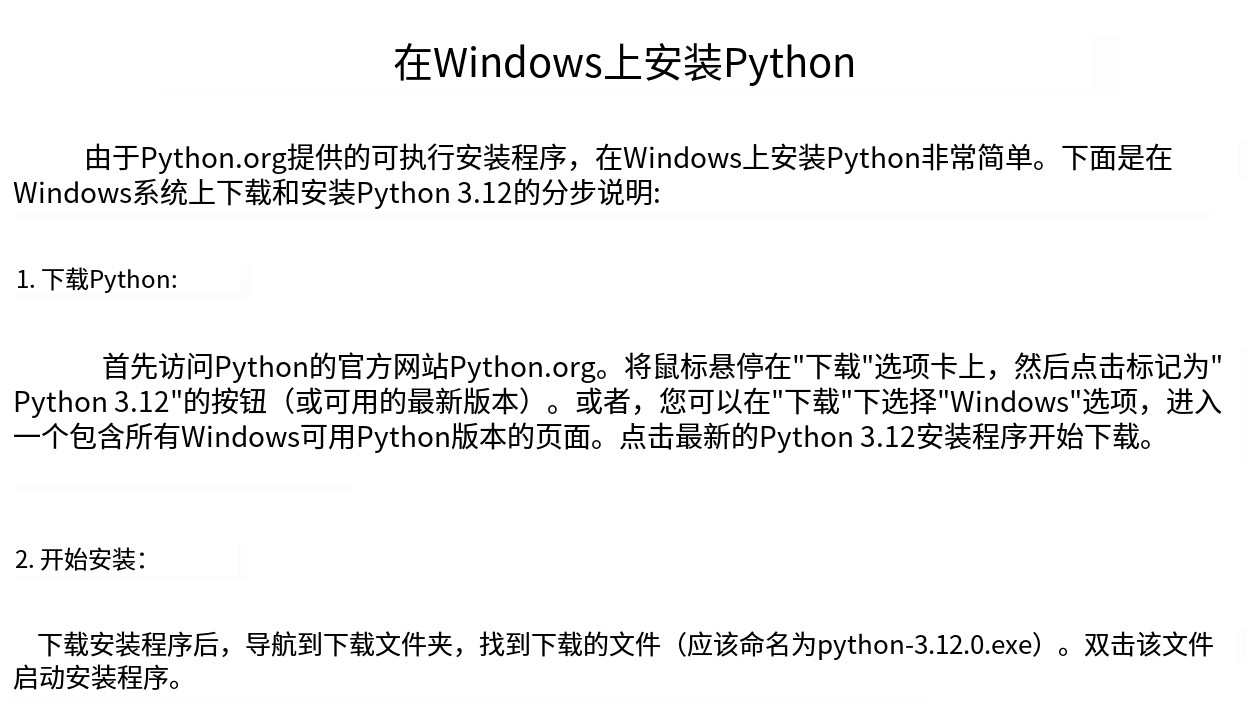 在Windows上安装Python
由于Python.org提供的可执行安装程序，在Windows上安装Python非常简单。下面是在
Windows系统上下载和安装Python 3.12的分步说明:
1. 下载Python:
首先访问Python的官方网站Python.org。将鼠标悬停在"下载"选项卡上，然后点击标记为"
Python 3.12"的按钮（或可用的最新版本）。或者，您可以在"下载"下选择"Windows"选项，进入
一个包含所有Windows可用Python版本的页面。点击最新的Python 3.12安装程序开始下载。
2. 开始安装：
下载安装程序后，导航到下载文件夹，找到下载的文件（应该命名为python-3.12.0.exe）。双击该文件
启动安装程序。